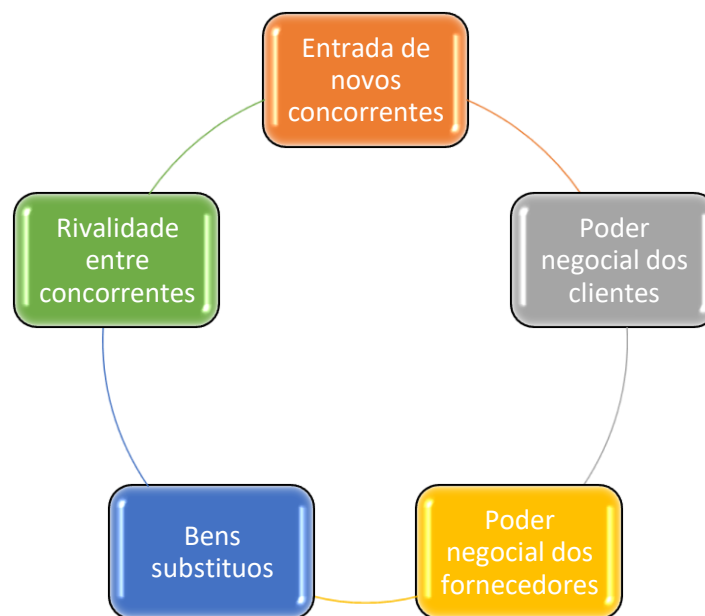 Entrada de
novos
concorrentes
Poder
negocial dos
clientes
Poder
negocial dos
fornecedores
Bens
substituos
Rivalidade
entre
concorrentes